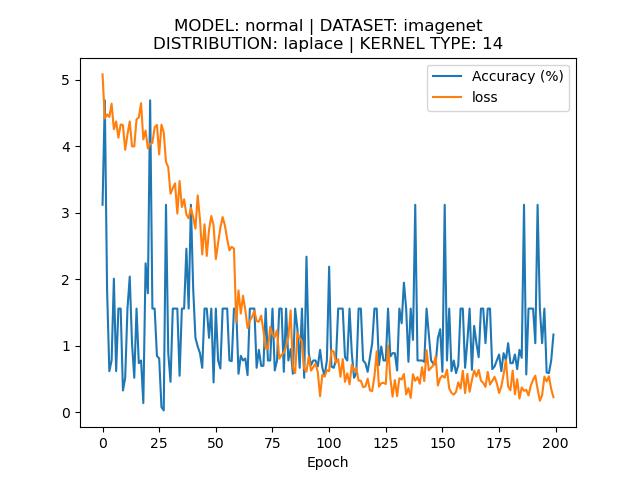 MODEL: normal | DATASET: imagenet
DISTRIBUTION: laplace | KERNEL TYPE: 14
Accuracy (%)
loss
5
4
3
2
1
0
0 25 50 75 100 125 150 175 200
Epoch